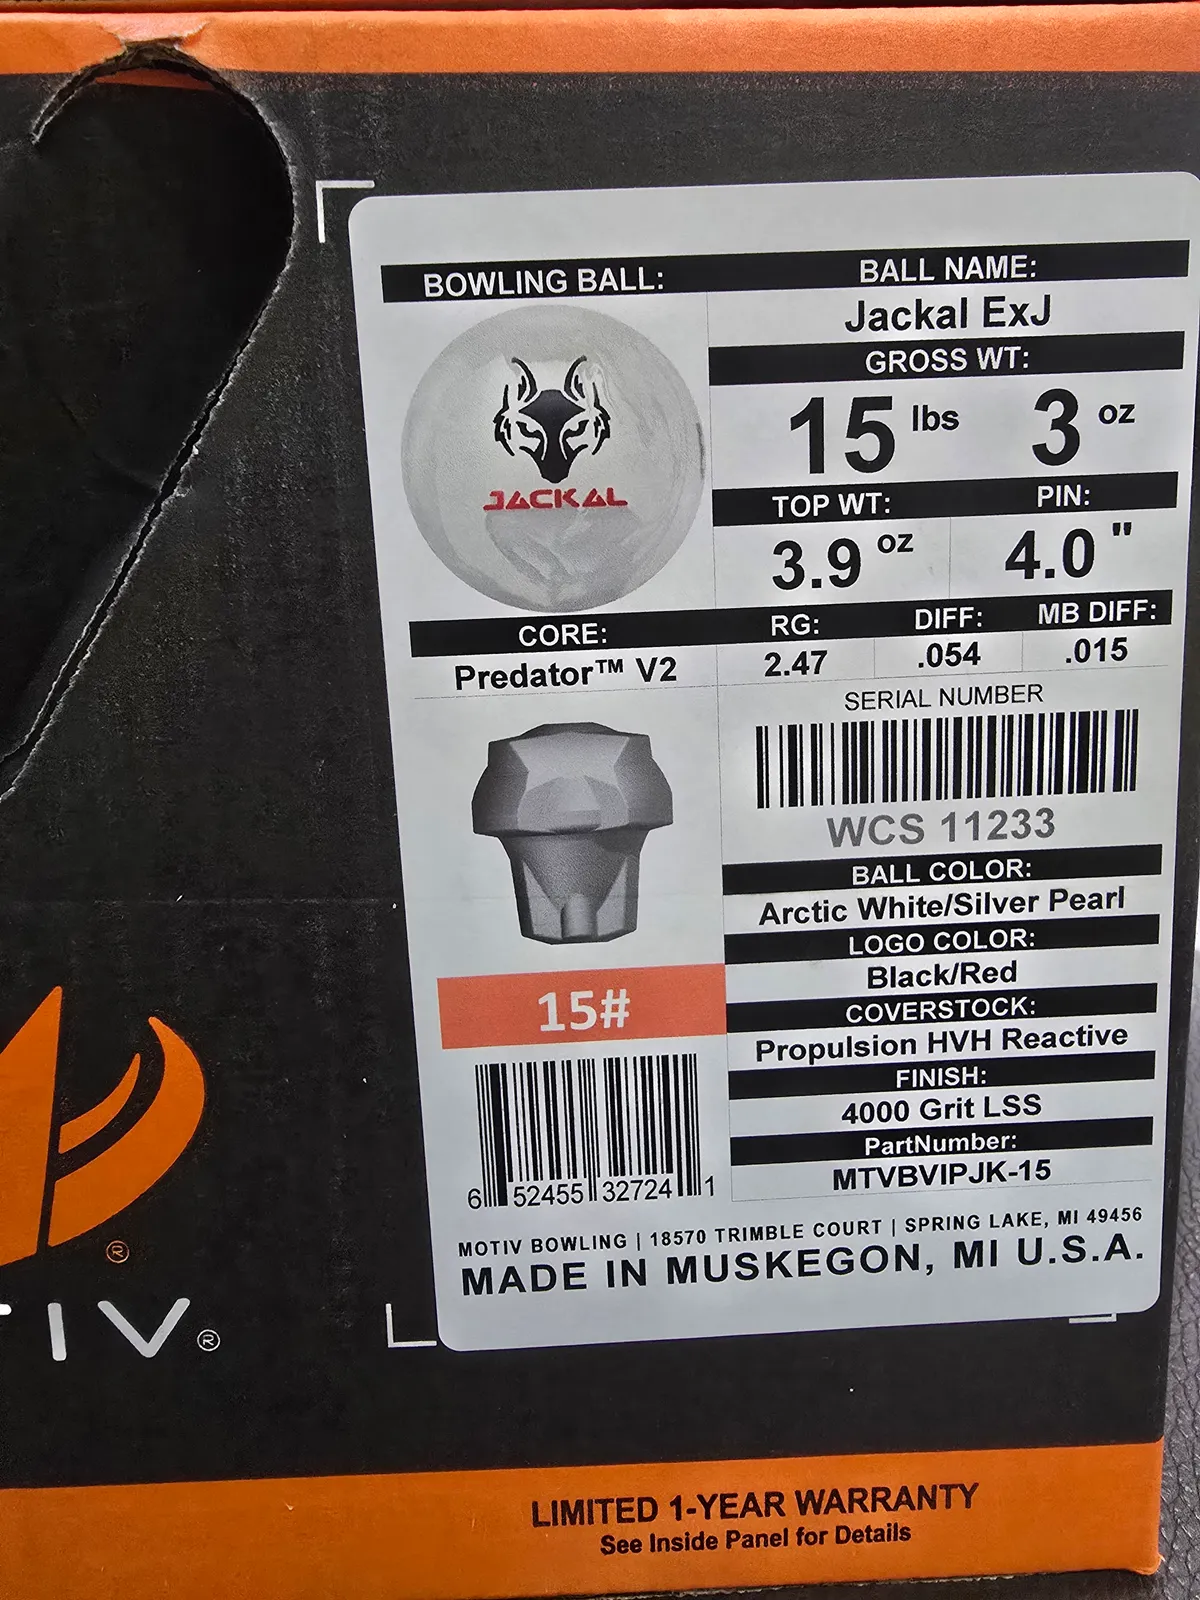 BOWLING BALL:
BALL NAME:
Jackal ExJ
GROSS WT:
15 lbs 3 oz
JACKAL
TOP WT: PIN:
3.9 oz 4.0 "
CORE: RG: DIFF: MB DIFF:
Predator™ V2 2.47 .054 .015
SERIAL NUMBER
WCS 11233
BALL COLOR:
Arctic White/Silver Pearl
LOGO COLOR:
Black/Red
COVERSTOCK:
Propulsion HVH Reactive
FINISH:
4000 Grit LSS
PartNumber:
MTVBVIPJK-15
15#
6 52455 32724 1
MOTIV BOWLING | 18570 TRIMBLE COURT | SPRING LAKE, MI 49456
MADE IN MUSKEGON, MI U.S.A.
®
TIV®
LIMITED 1-YEAR WARRANTY
See Inside Panel for Details